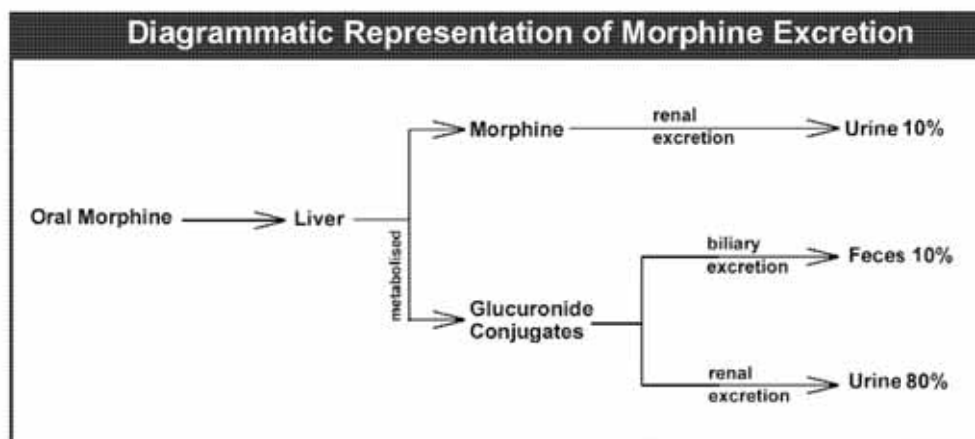 Diagrammatic Representation of Morphine Excretion
Morphine
renal
excretion
Urine 10%
Oral Morphine
Liver
metabolised
biliary
excretion
Feces 10%
Glucuronide
Conjugates
renal
excretion
Urine 80%